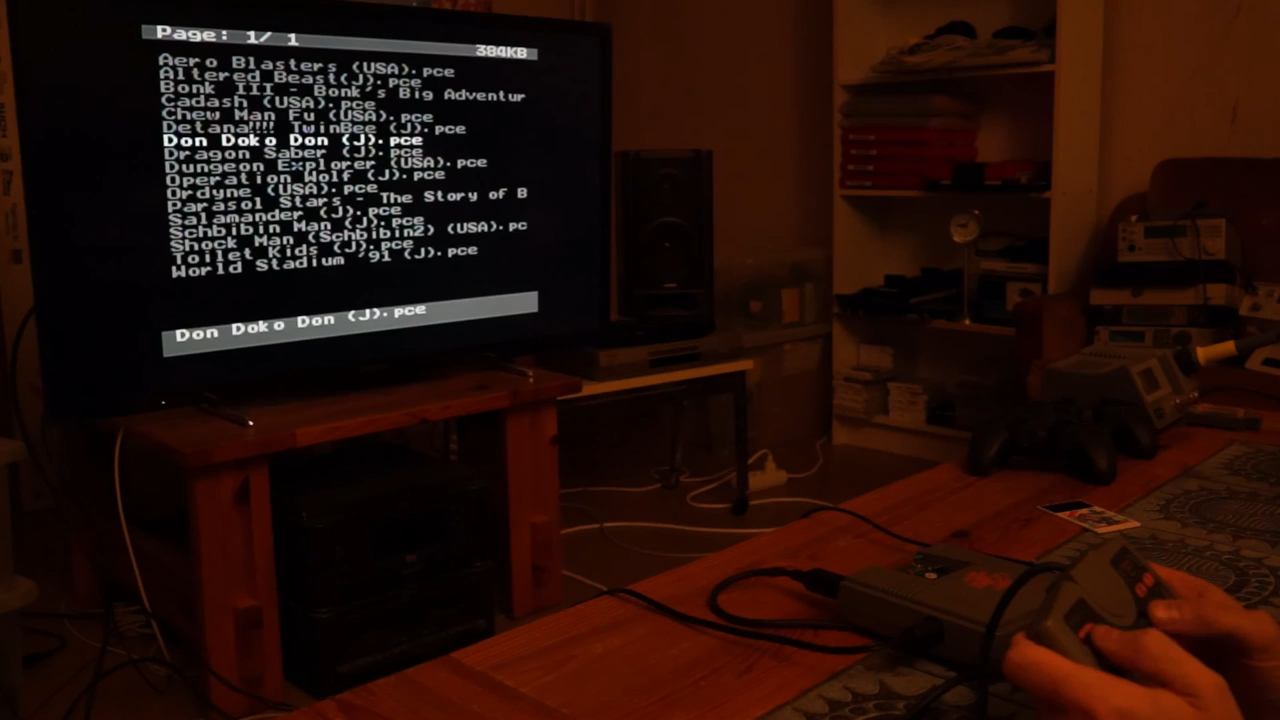 Page: 1/ 1
384KB
Aero Blasters (USA).pce
Altered Beast(J).pce
Bonk III - Bonk's Big Adventur
Cadash (USA).pce
Chew Man Fu (USA).pce
Detana!!!! TwinBee (J).pce
Don Doko Don (J).pce
Dragon Saber (J).pce
Dungeon Explorer (USA).pce
Operation Wolf (J).pce
Ordyne (USA).pce
Parasol Stars - The Story of B
Salamander (J).pce
Schbibin Man (J).pce
Shock Man (Schbibin2) (USA).pc
Toilet Kids (J).pce
World Stadium '91 (J).pce
Don Doko Don (J).pce